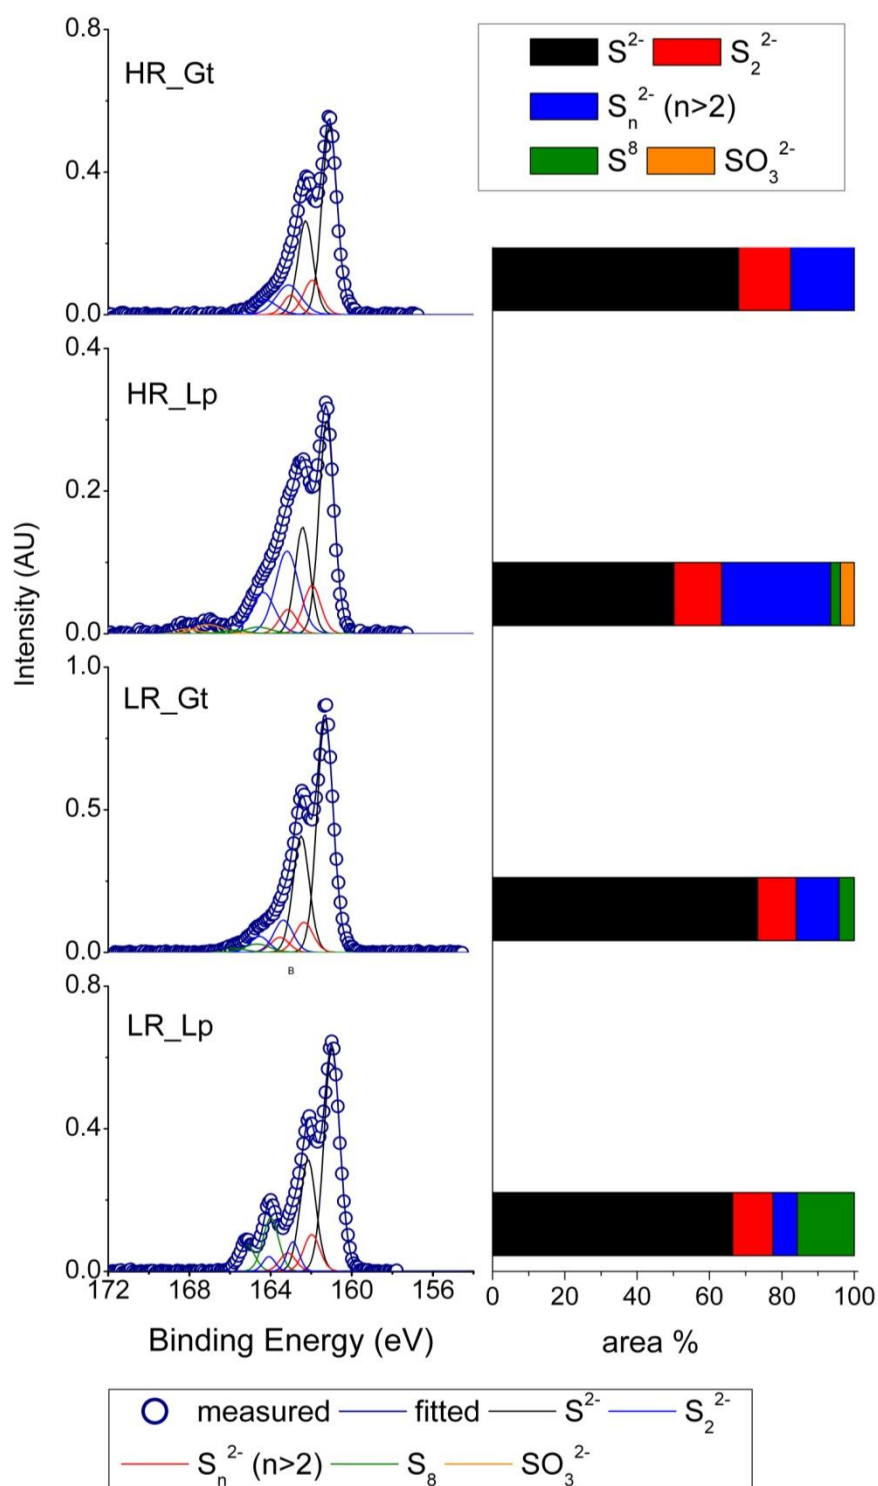 0.8
HR_Gt
0.4
0.0
S²⁻ S₂²⁻
Sₙ²⁻ (n>2)
S⁸ SO₃²⁻
0.4
HR_Lp
0.2
0.0
Intensity (AU)
1.0
LR_Gt
0.5
0.0
B
0.8
LR_Lp
0.4
0.0
172 168 164 160 156
Binding Energy (eV)
0 20 40 60 80 100
area %
measured fitted S²⁻ S₂²⁻
Sₙ²⁻ (n>2) S₈ SO₃²⁻